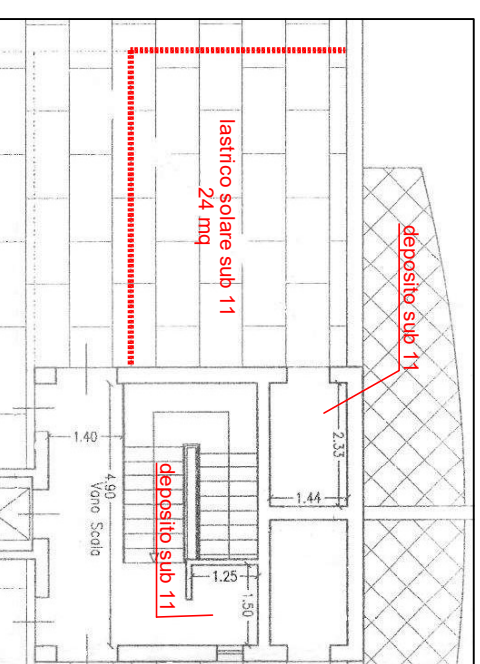 lastrico solare sub 11
24 mq
deposito sub 11
2.33
1.44
1.40
4.90
Vano Scala
deposito sub 11
1.25
1.50